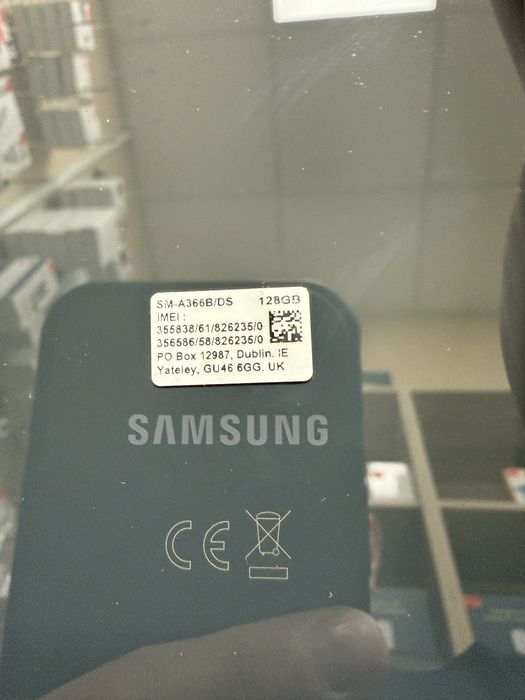 SM-A366B/DS 128GB
IMEI :
355838/61/826235/0
356586/58/826235/0
PO Box 12987, Dublin. IE
Yateley, GU46 6GG. UK
SAMSUNG
CE